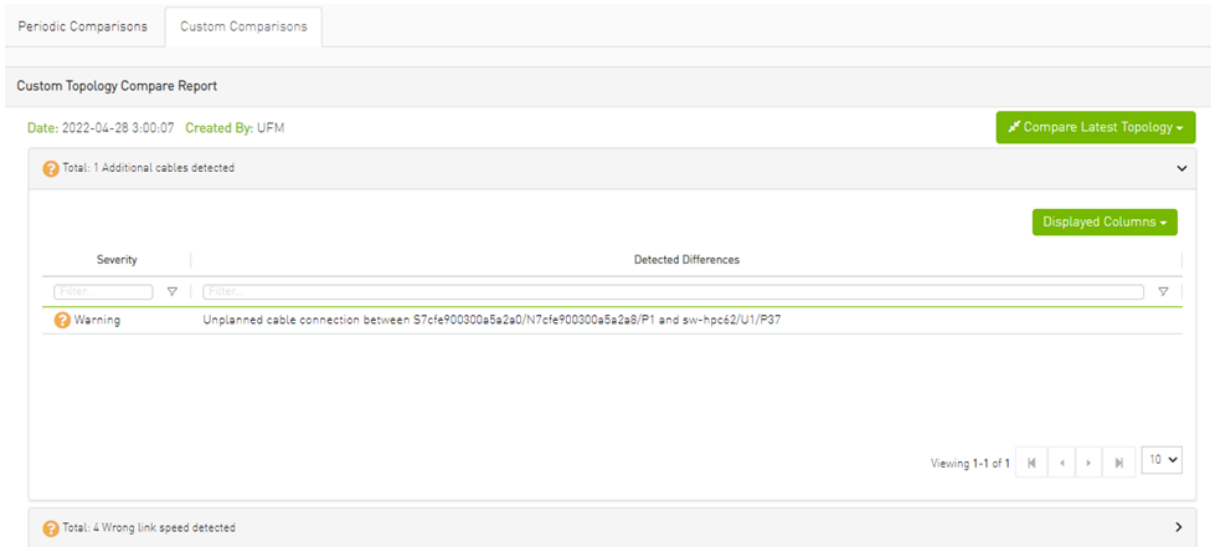 Periodic Comparisons Custom Comparisons
Custom Topology Compare Report
Date: 2022-04-28 3:00:07 Created By: UFM Compare Latest Topology
Total: 1 Additional cables detected
Displayed Columns
Severity Detected Differences
Filter... Filter...
Warning Unplanned cable connection between S7cfe900300a5a2a0/N7cfe900300a5a2a8/P1 and sw-hpc62/U1/P37
Viewing 1-1 of 1 10
Total: 4 Wrong link speed detected